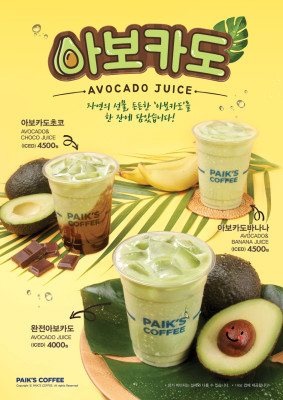 아보카도
AVOCADO JUICE
자연의 선물, 든든한 '아보카도'를
한 잔에 담았습니다!
아보카도초코
AVOCADO&
CHOCO JUICE
(ICED) 4500원
PAIK'S
COFFEE
PAIK'S
COFFEE
아보카도바나나
AVOCADO&
BANANA JUICE
(ICED) 4500원
PAIK'S
COFFEE
완전아보카도
AVOCADO JUICE
(ICED) 4000원
PAIK'S COFFEE